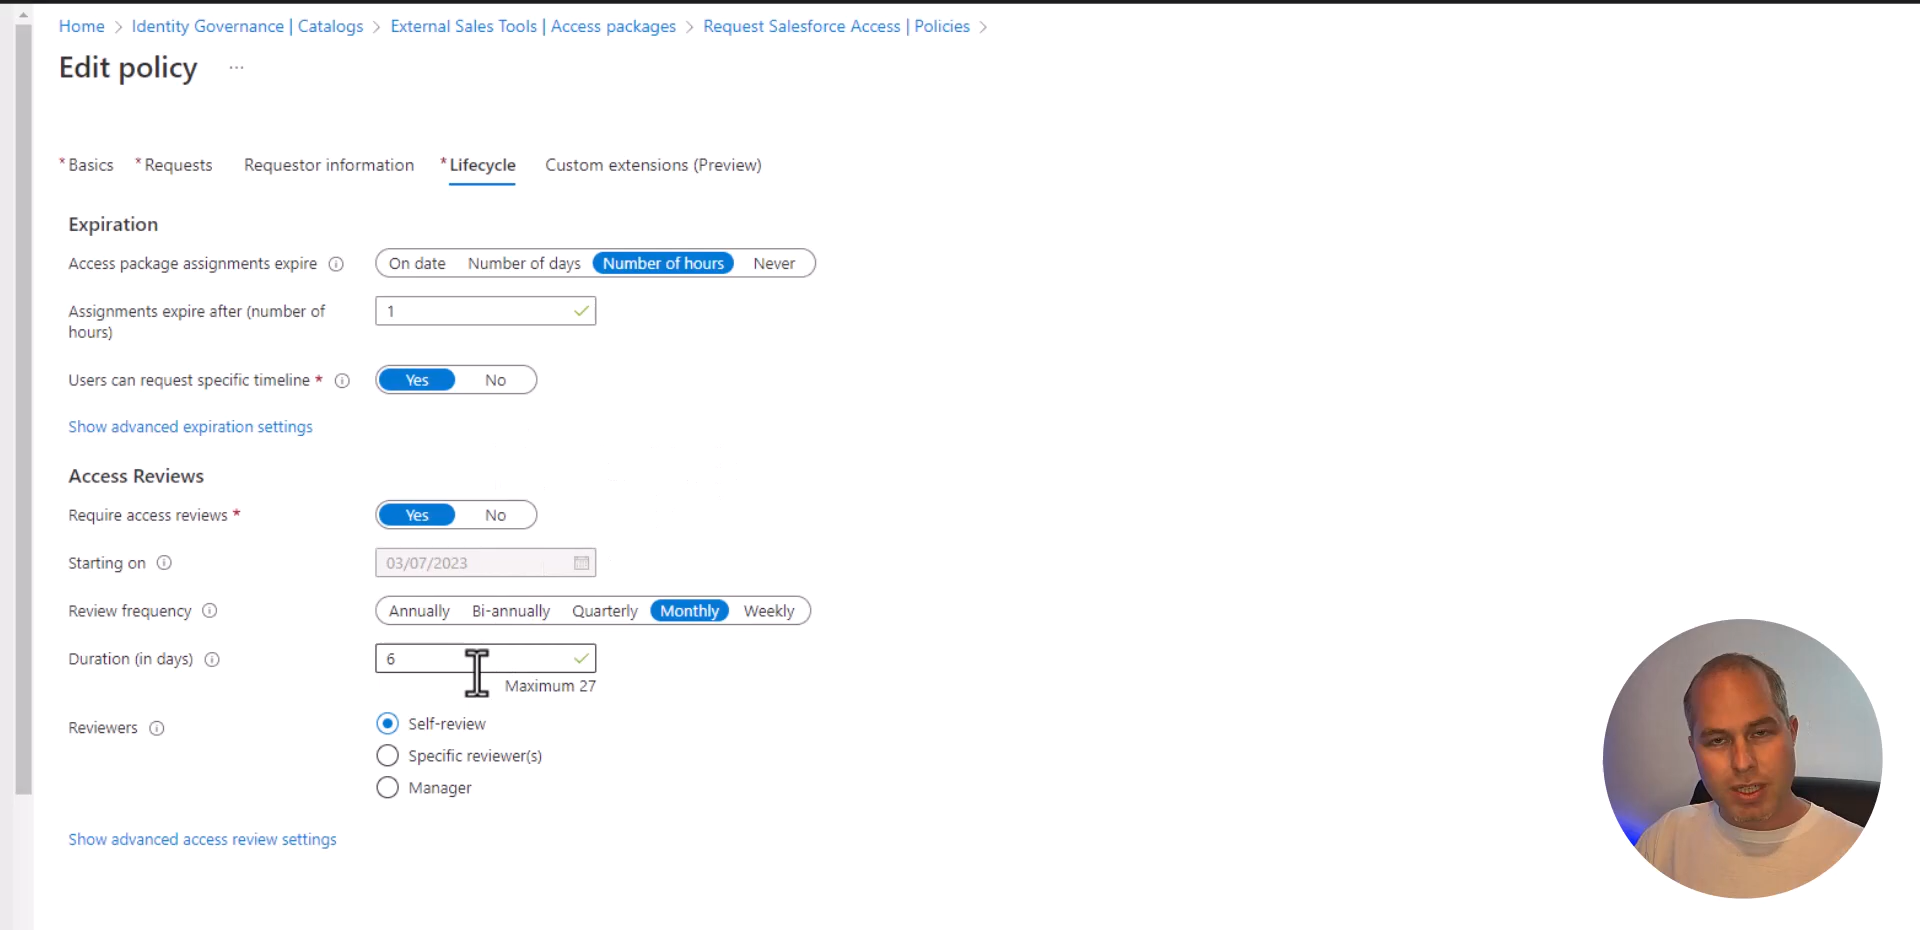 Home > Identity Governance | Catalogs > External Sales Tools | Access packages > Request Salesforce Access | Policies >
Edit policy ...
* Basics * Requests Requestor information * Lifecycle Custom extensions (Preview)
Expiration
Access package assignments expire On date Number of days Number of hours Never
Assignments expire after (number of
hours)
1
Users can request specific timeline * Yes No
Show advanced expiration settings
Access Reviews
Require access reviews * Yes No
Starting on 03/07/2023
Review frequency Annually Bi-annually Quarterly Monthly Weekly
Duration (in days) 6
Maximum 27
Reviewers Self-review
Specific reviewer(s)
Manager
Show advanced access review settings